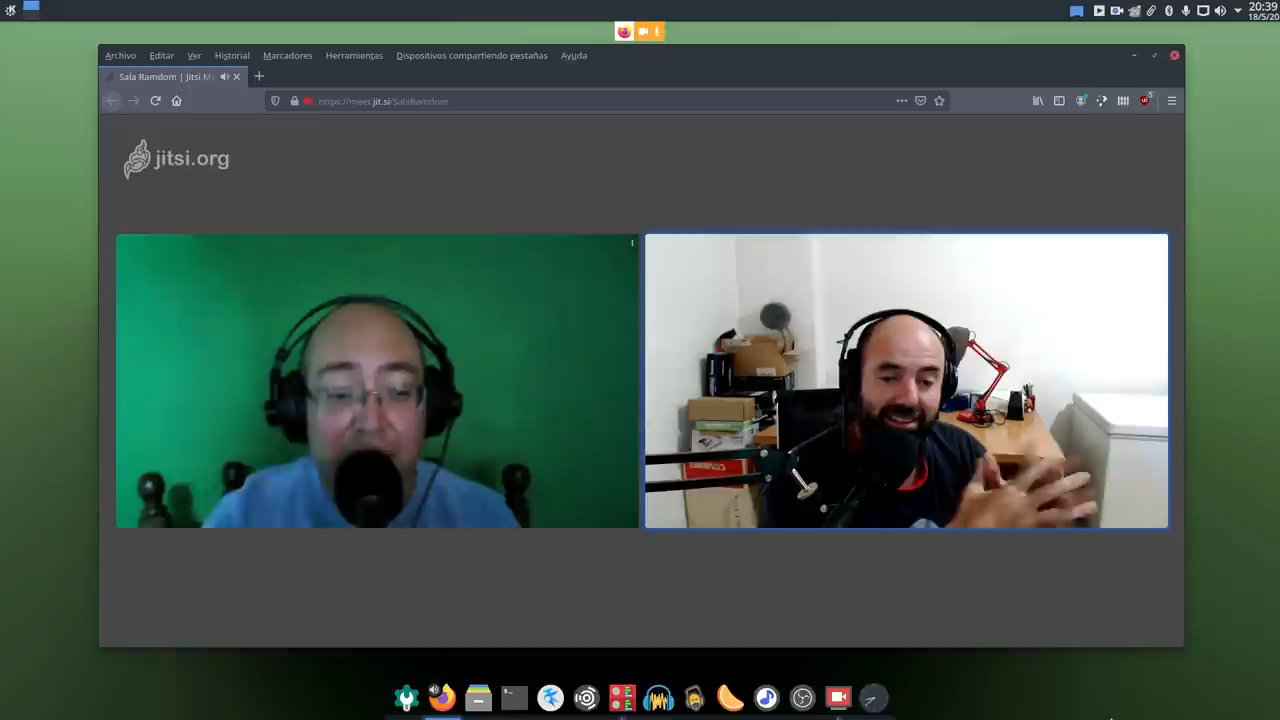 20:39
18/5/20
Archivo Editar Ver Historial Marcadores Herramientas Dispositivos compartiendo pestañas Ayuda
Sala Ramdom | Jitsi M
https://meet.jit.si/SalaRamdom
5
jitsi.org